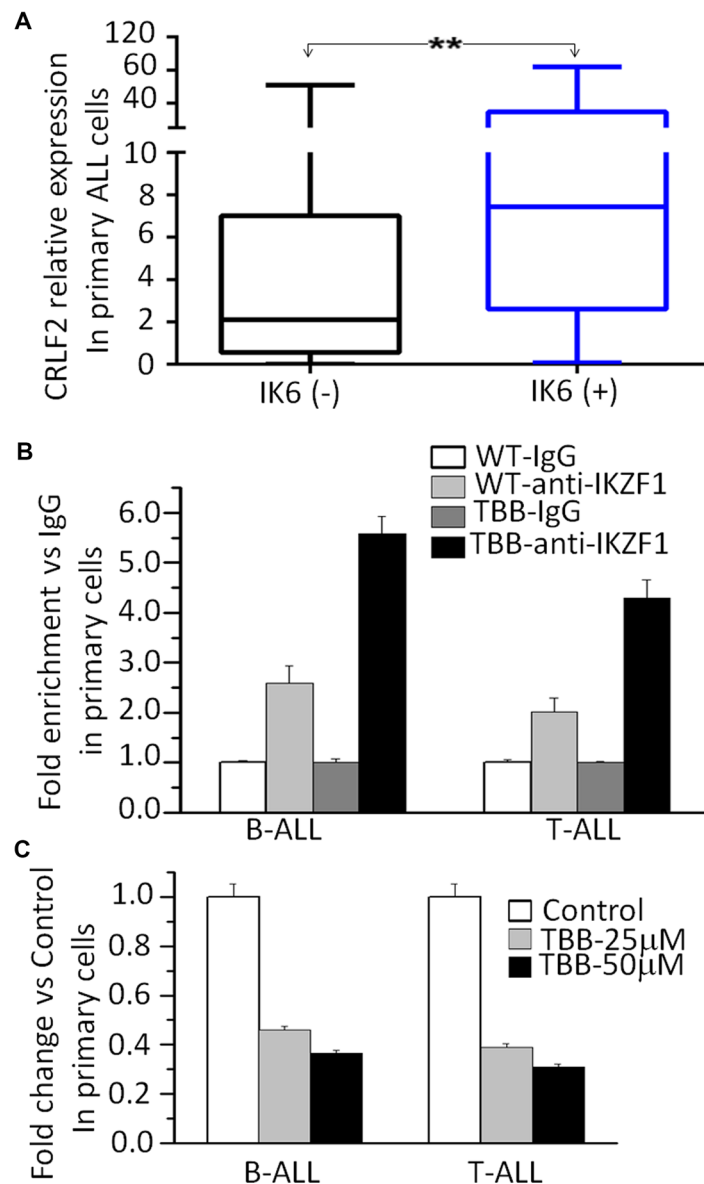 A
CRLF2 relative expression
In primary ALL cells
120
60
40
10
8
6
4
2
0
**
IK6 (-)
IK6 (+)
B
Fold enrichment vs IgG
in primary cells
WT-IgG
WT-anti-IKZF1
TBB-IgG
TBB-anti-IKZF1
6.0
5.0
4.0
3.0
2.0
1.0
0.0
B-ALL
T-ALL
C
Fold change vs Control
In primary cells
1.0
0.8
0.6
0.4
0.2
0.0
Control
TBB-25μM
TBB-50μM
B-ALL
T-ALL